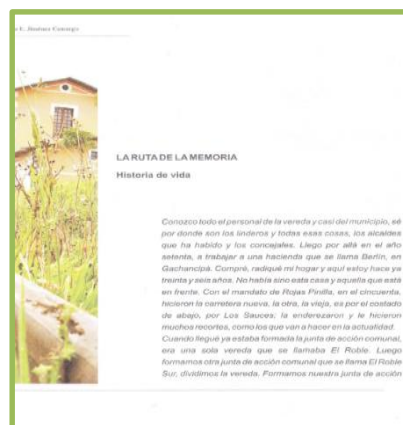 E. Jiménez Camargo
LA RUTA DE LA MEMORIA
Historia de vida
Conozco todo el personal de la vereda y casi del municipio, sé
por donde son los linderos y todas esas cosas, los alcaldes
que ha habido y los concejales. Llego por allá en el año
setenta, a trabajar a una hacienda que se llama Berlín, en
Gachancipá. Compré, radiqué mi hogar y aquí estoy hace ya
treinta y seis años. No había sino esta casa y aquella que está
en frente. Con el mandato de Rojas Pinilla, en el cincuenta,
hicieron la carretera nueva, la otra, la vieja, es por el costado
de abajo, por Los Sauces; la enderezaron y le hicieron
muchos recortes, como los que van a hacer en la actualidad.
Cuando llegué ya estaba formada la junta de acción comunal,
era una sola vereda que se llamaba El Roble. Luego
formamos otra junta de acción comunal que se llama El Roble
Sur, dividimos la vereda. Formamos nuestra junta de acción